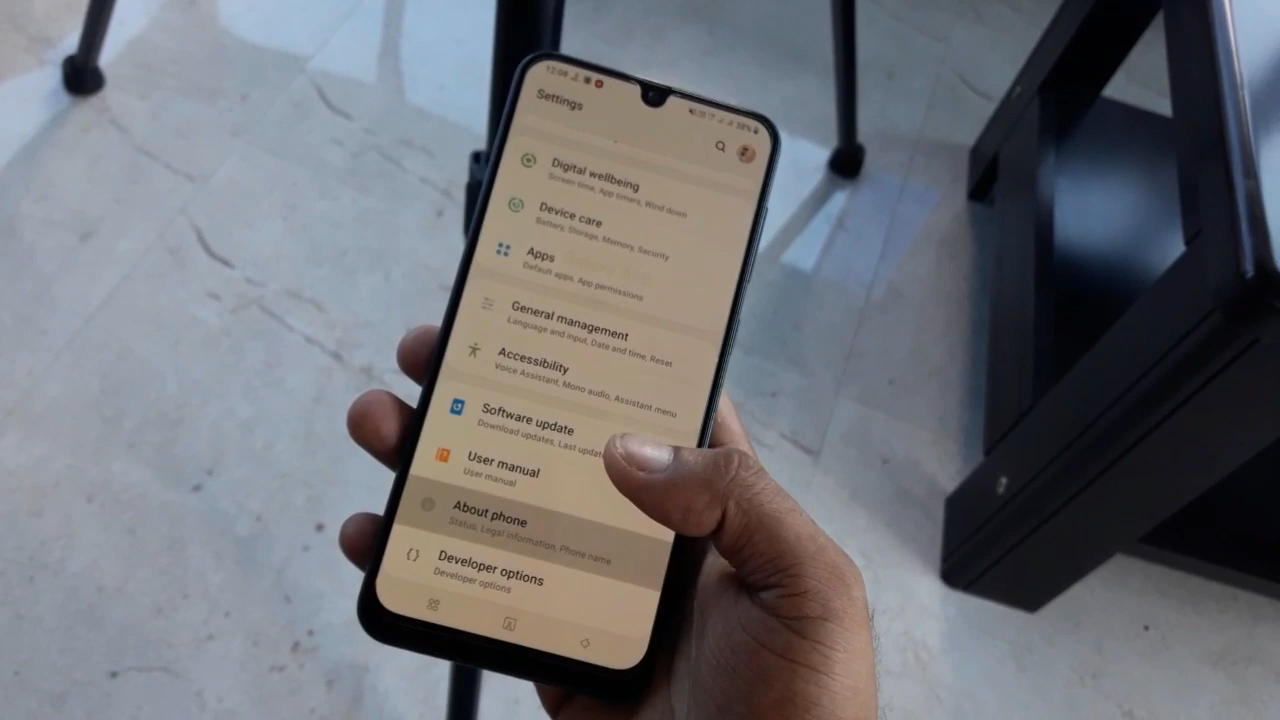 12:08
38%
Settings
Digital wellbeing
Screen time, App timers, Wind down
Device care
Battery, Storage, Memory, Security
Apps
Default apps, App permissions
General management
Language and input, Date and time, Reset
Accessibility
Voice Assistant, Mono audio, Assistant menu
Software update
Download updates, Last update
User manual
User manual
About phone
Status, Legal information, Phone name
Developer options
Developer options